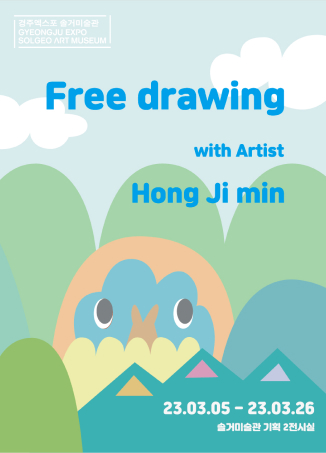 경주엑스포 솔거미술관
GYEONGJU EXPO
SOLGEO ART MUSEUM
Free drawing
with Artist
Hong Ji min
23.03.05 – 23.03.26
솔거미술관 기획 2전시실